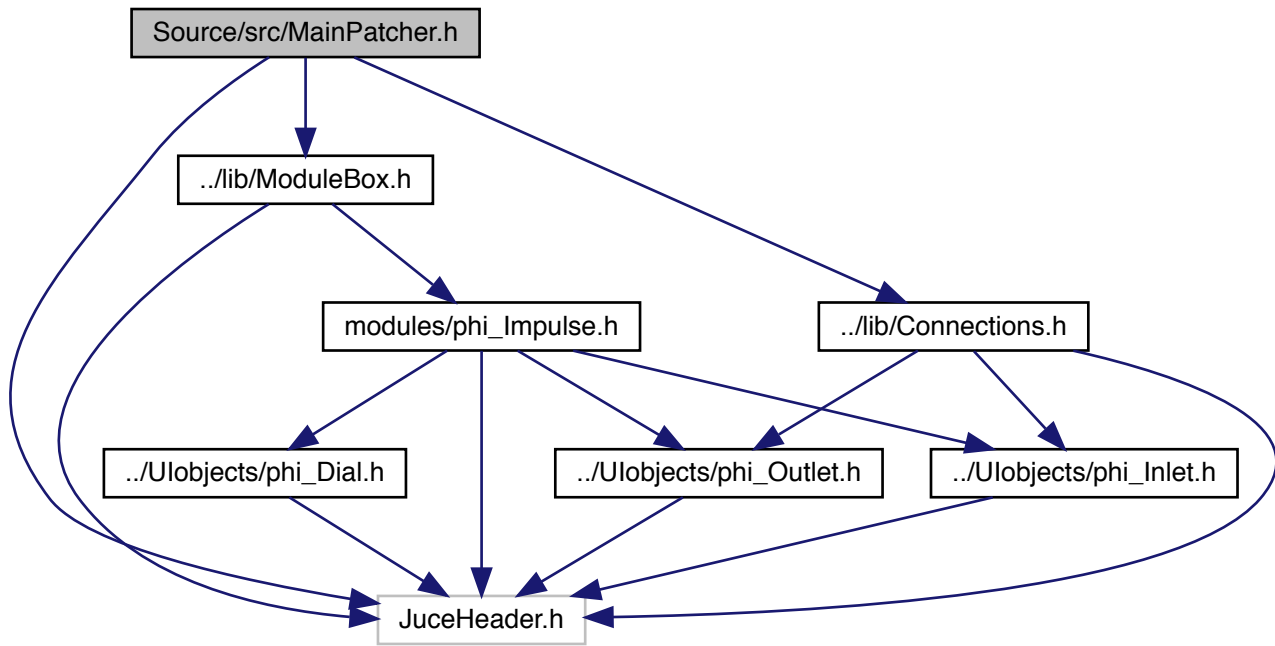 Source/src/MainPatcher.h
../lib/ModuleBox.h
modules/phi_Impulse.h
../lib/Connections.h
../UIobjects/phi_Dial.h
../UIobjects/phi_Outlet.h
../UIobjects/phi_Inlet.h
JuceHeader.h